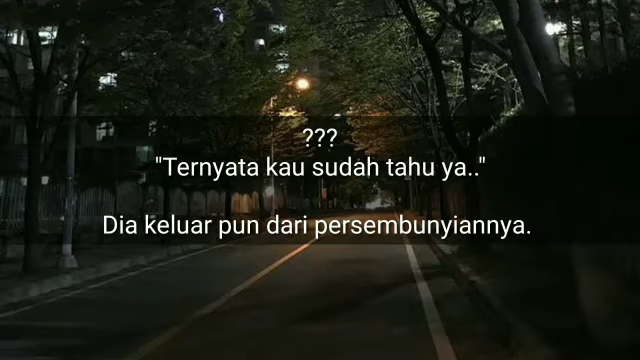 ???
"Ternyata kau sudah tahu ya.."
Dia keluar pun dari persembunyiannya.